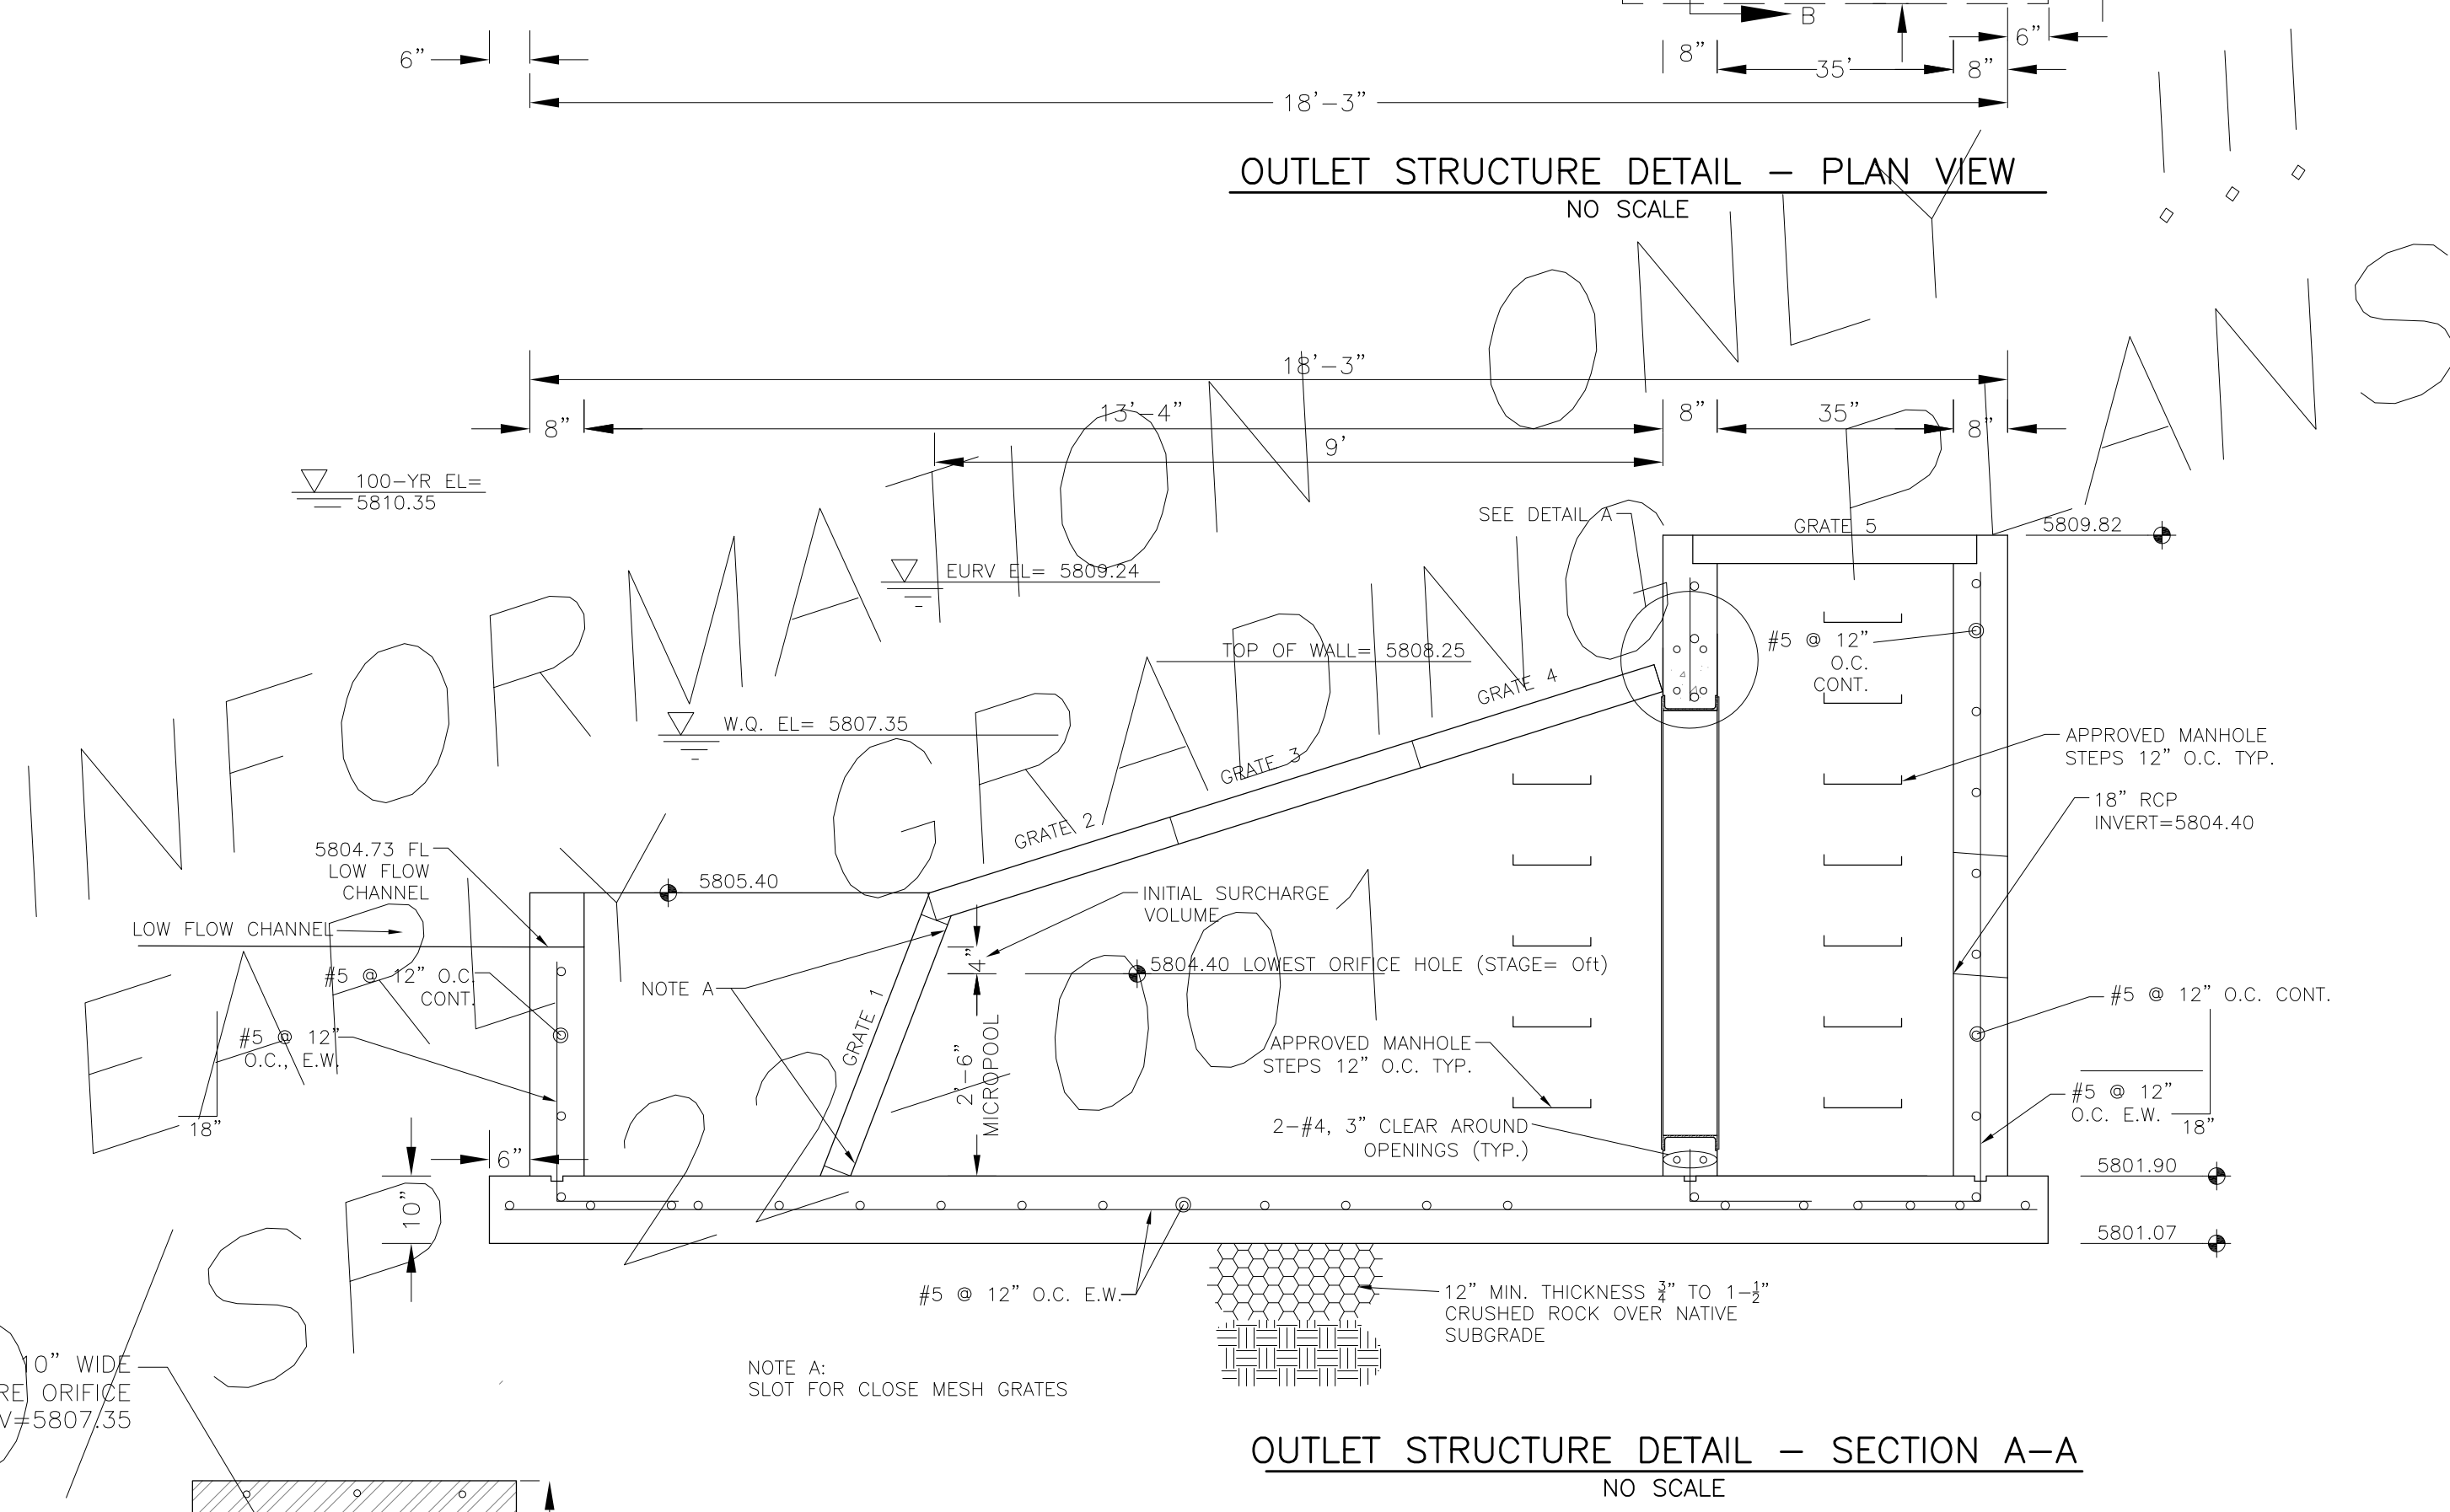 B
6"
8"
35'
8"
6"
18'-3"
OUTLET STRUCTURE DETAIL - PLAN VIEW
NO SCALE
18'-3"
8"
13'-4"
8"
35"
8"
9'
100-YR EL=
5810.35
SEE DETAIL A
GRATE 5
5809.82
EURV EL= 5809.24
TOP OF WALL= 5808.25
#5 @ 12"
O.C.
CONT.
GRATE 4
W.Q. EL= 5807.35
GRATE 3
APPROVED MANHOLE
STEPS 12" O.C. TYP.
18" RCP
INVERT=5804.40
GRATE 2
5804.73 FL
LOW FLOW
CHANNEL
5805.40
INITIAL SURCHARGE
VOLUME
LOW FLOW CHANNEL
4"
5804.40 LOWEST ORIFICE HOLE (STAGE= 0ft)
#5 @ 12" O.C.
CONT.
NOTE A
#5 @ 12" O.C. CONT.
GRATE 1
#5 @ 12"
O.C., E.W.
2'-6"
MICROPOOL
APPROVED MANHOLE
STEPS 12" O.C. TYP.
#5 @ 12"
O.C. E.W.
18"
18"
2-#4, 3" CLEAR AROUND
OPENINGS (TYP.)
6"
5801.90
10"
5801.07
#5 @ 12" O.C. E.W.
12" MIN. THICKNESS 3/4" TO 1-1/2"
CRUSHED ROCK OVER NATIVE
SUBGRADE
10" WIDE
RE ORIFICE
V=5807.35
NOTE A:
SLOT FOR CLOSE MESH GRATES
OUTLET STRUCTURE DETAIL - SECTION A-A
NO SCALE
INFORMATION ONLY !!!
EARLY GRADING PLANS
/SP 22 001